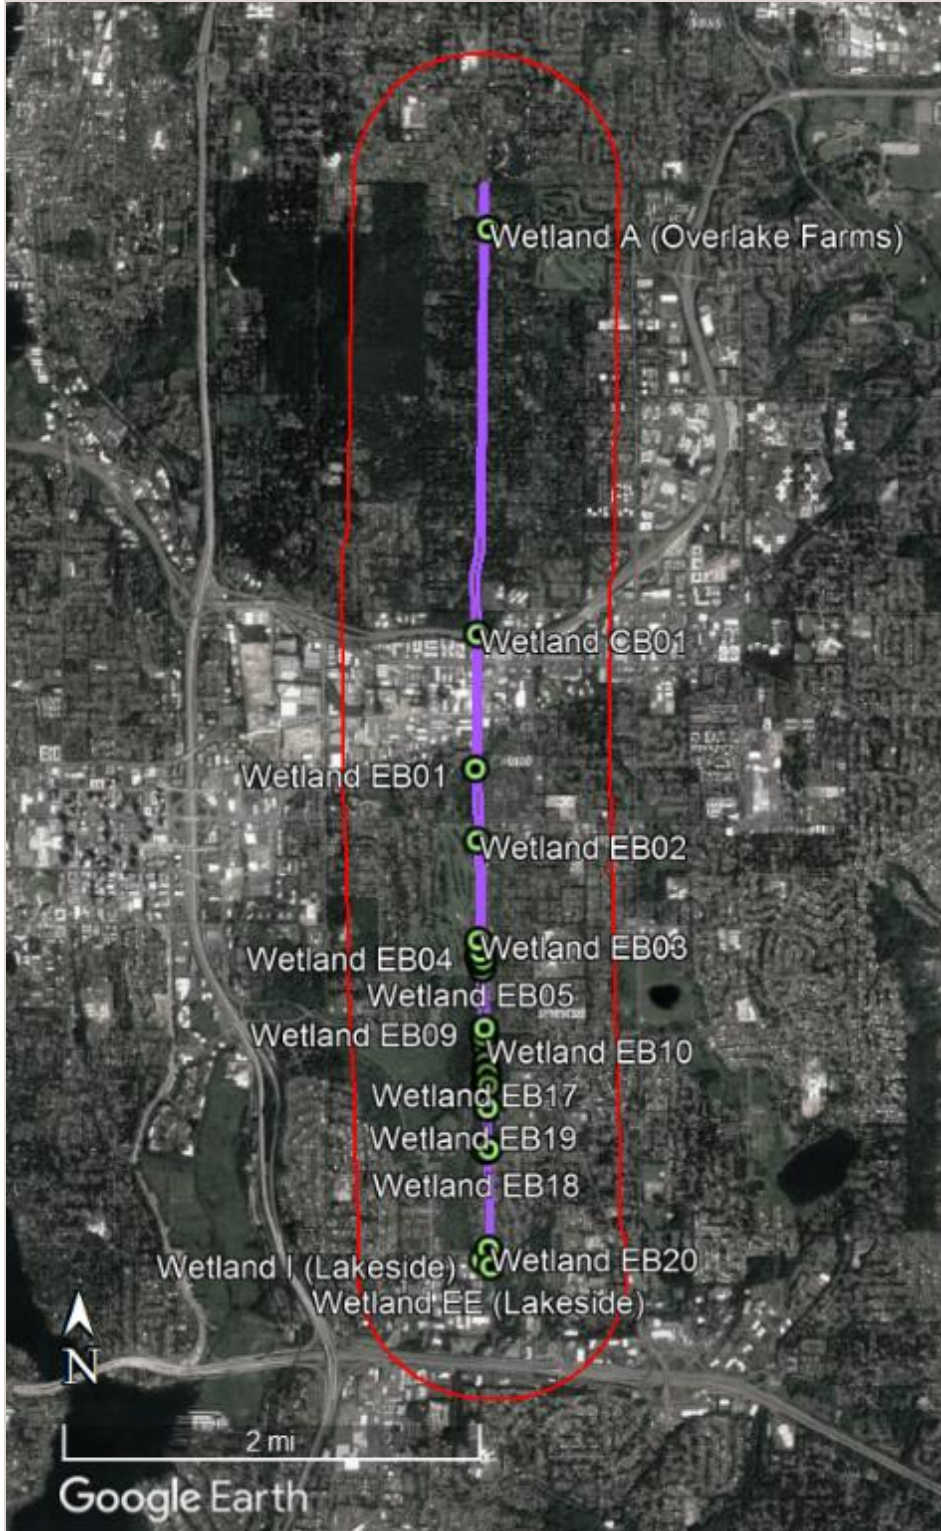 Wetland A (Overlake Farms)
Wetland CB01
Wetland EB01
Wetland EB02
Wetland EB03
Wetland EB04
Wetland EB05
Wetland EB09
Wetland EB10
Wetland EB17
Wetland EB19
Wetland EB18
Wetland EB20
Wetland I (Lakeside)
Wetland EE (Lakeside)
N
2 mi
Google Earth